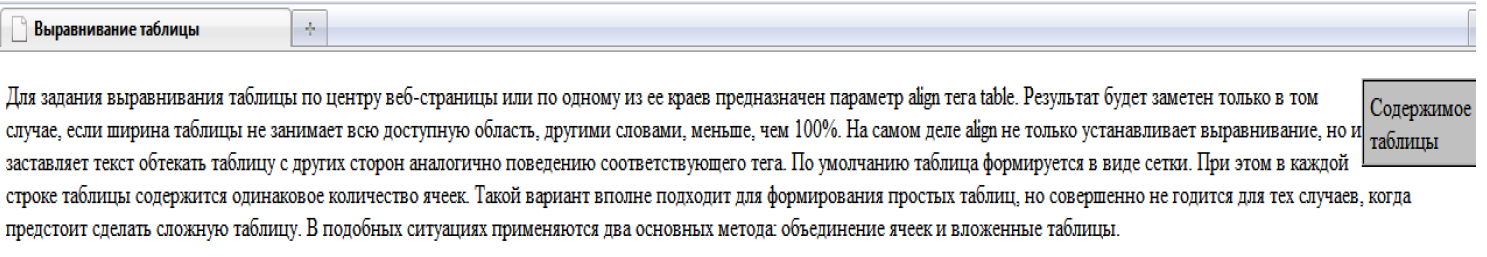 Выравнивание таблицы
Для задания выравнивания таблицы по центру веб-страницы или по одному из ее краев предназначен параметр align тега table. Результат будет заметен только в том
случае, если ширина таблицы не занимает всю доступную область, другими словами, меньше, чем 100%. На самом деле align не только устанавливает выравнивание, но и
заставляет текст обтекать таблицу с других сторон аналогично поведению соответствующего тега. По умолчанию таблица формируется в виде сетки. При этом в каждой
строке таблицы содержится одинаковое количество ячеек. Такой вариант вполне подходит для формирования простых таблиц, но совершенно не годится для тех случаев, когда
предстоит сделать сложную таблицу. В подобных ситуациях применяются два основных метода: объединение ячеек и вложенные таблицы.
Содержимое
таблицы